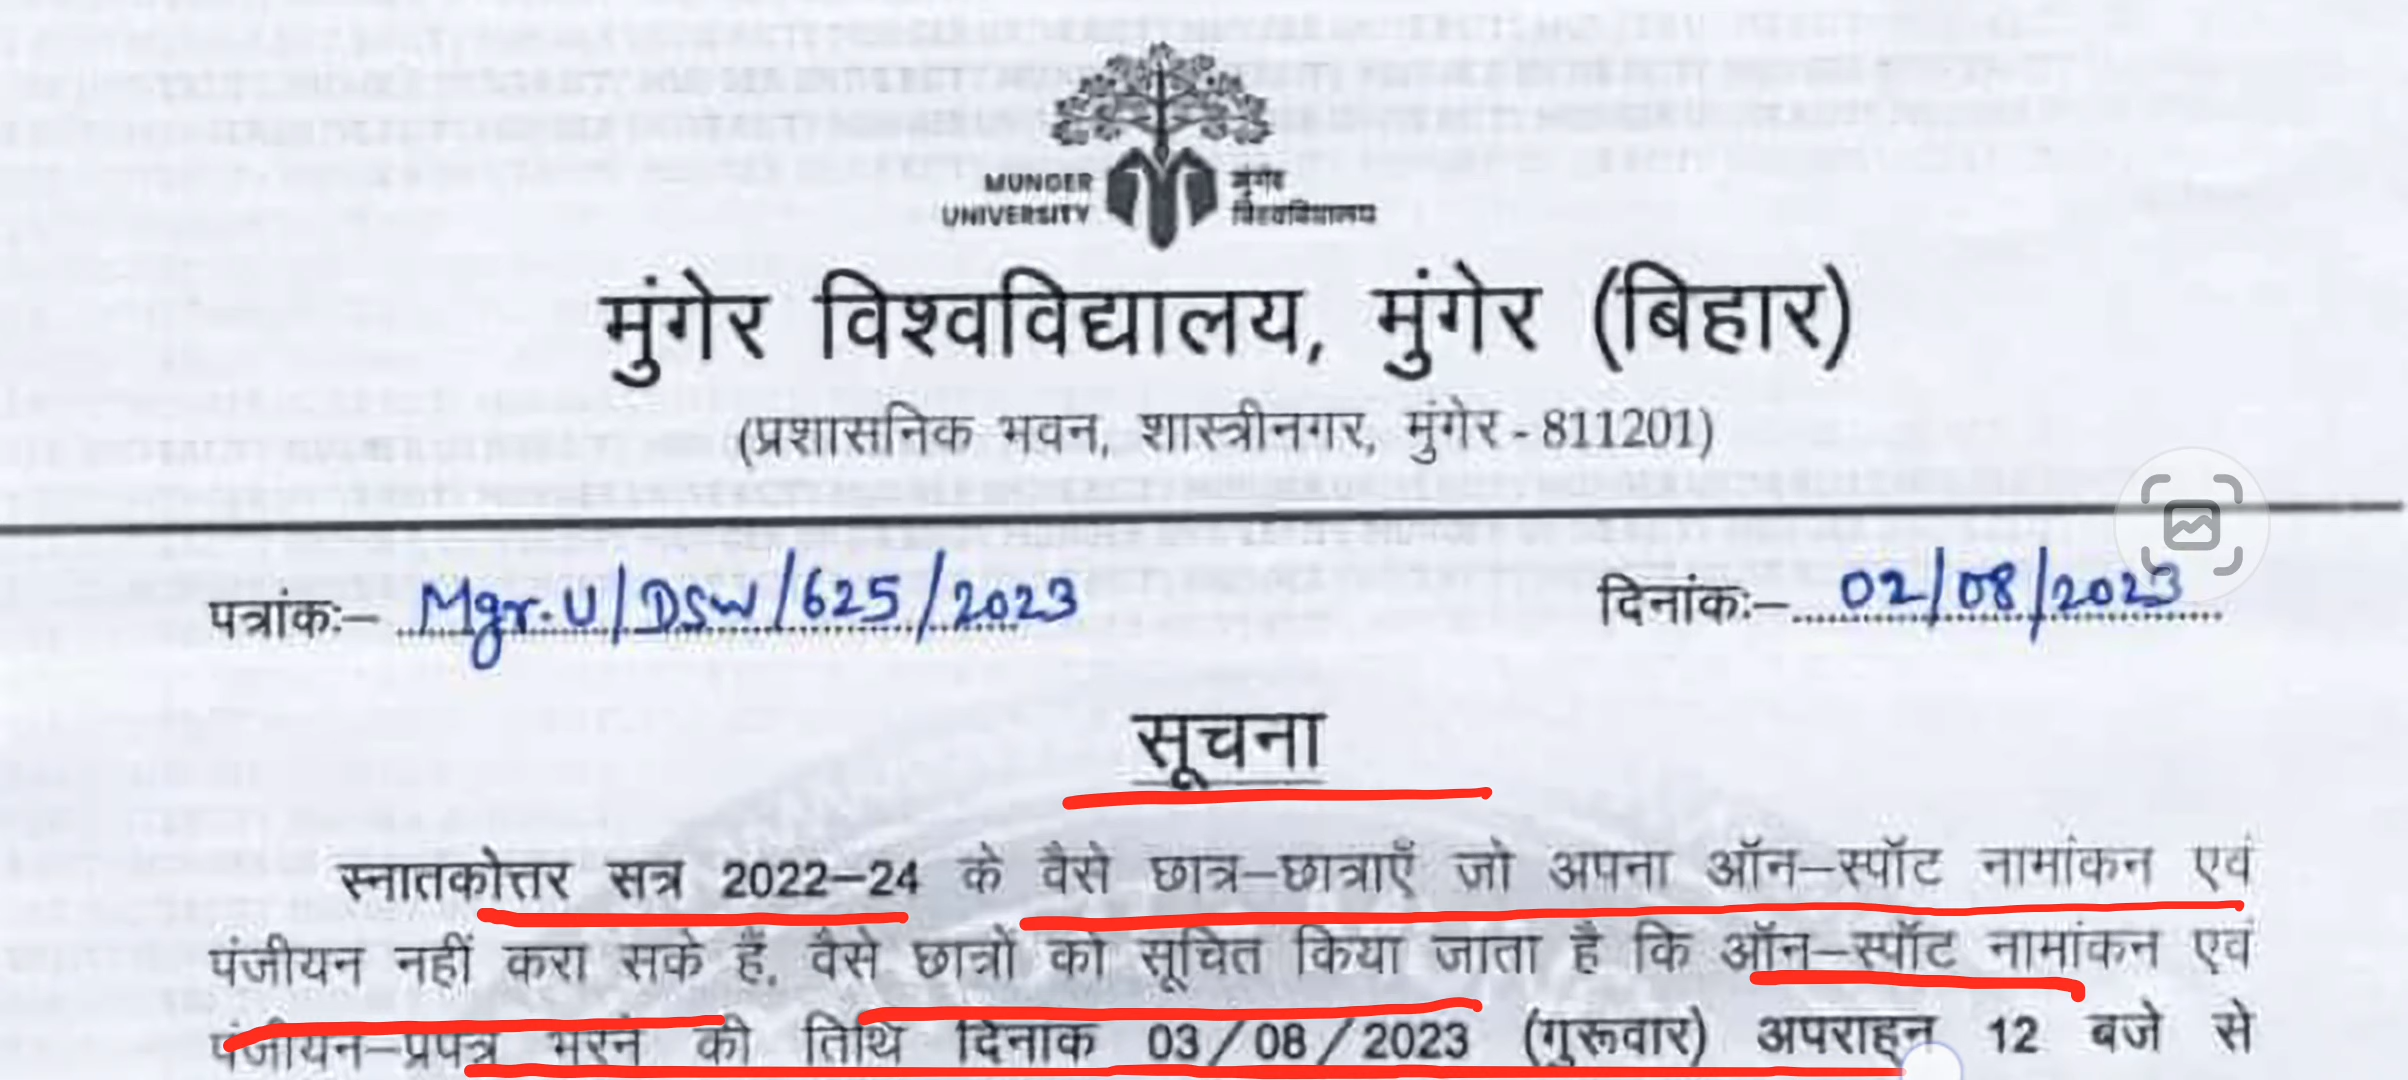 MUNGER
UNIVERSITY
मुंगेर
विश्वविद्यालय
मुंगेर विश्वविद्यालय, मुंगेर (बिहार)
(प्रशासनिक भवन, शास्त्रीनगर, मुंगेर - 811201)
पत्रांकः– Mgr.U/DSW/625/2023 दिनांकः– 02/08/2023
सूचना
स्नातकोत्तर सत्र 2022–24 के वैसे छात्र–छात्राएँ जो अपना ऑन–स्पॉट नामांकन एवं
पंजीयन नहीं करा सके हैं, वैसे छात्रों को सूचित किया जाता है कि ऑन–स्पॉट नामांकन एवं
पंजीयन–प्रपत्र भरने की तिथि दिनांक 03/08/2023 (गुरूवार) अपराह्न 12 बजे से